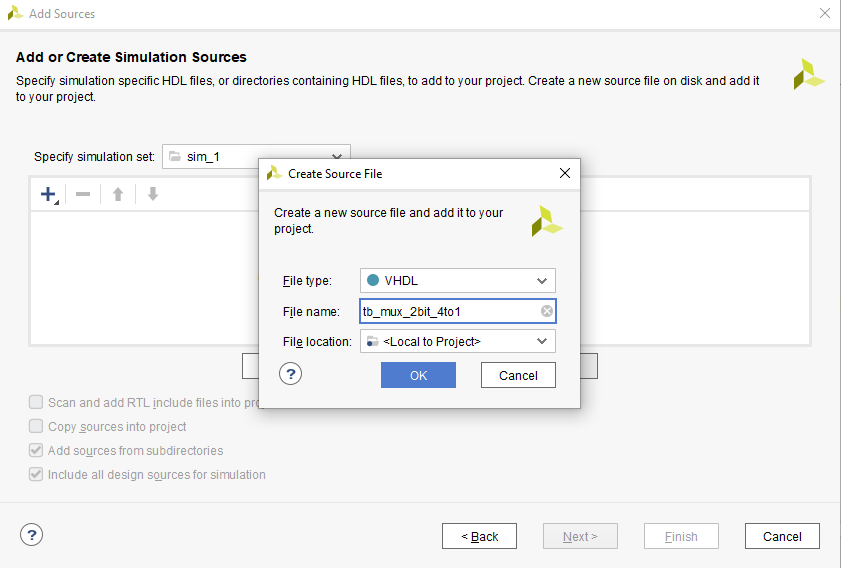 Add Sources
Add or Create Simulation Sources
Specify simulation specific HDL files, or directories containing HDL files, to add to your project. Create a new source file on disk and add it
to your project.
Specify simulation set:
sim_1
Create Source File
Create a new source file and add it to your
project.
File type:
VHDL
File name:
tb_mux_2bit_4to1
File location:
<Local to Project>
?
OK
Cancel
Scan and add RTL include files into
Copy sources into project
Add sources from subdirectories
Include all design sources for simulation
?
< Back
Next >
Finish
Cancel